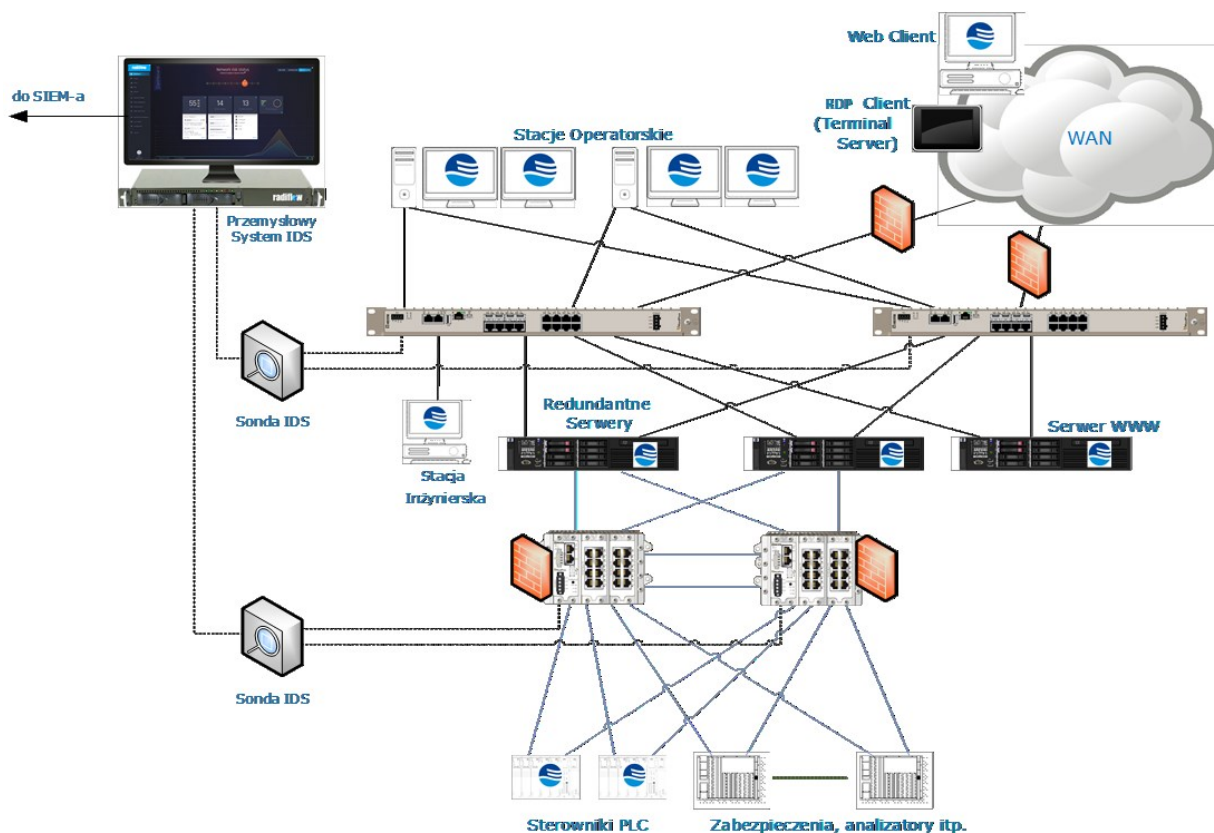 Web Client
do SIEM-a
RDP Client
(Terminal
Server)
WAN
Stacje Operatorskie
radiflow
Przemysłowy
System IDS
Sonda IDS
Redundantne
Serwery
Serwer WWW
Stacja
Inżynierska
Sonda IDS
Sterowniki PLC
Zabezpieczenia, analizatory itp.